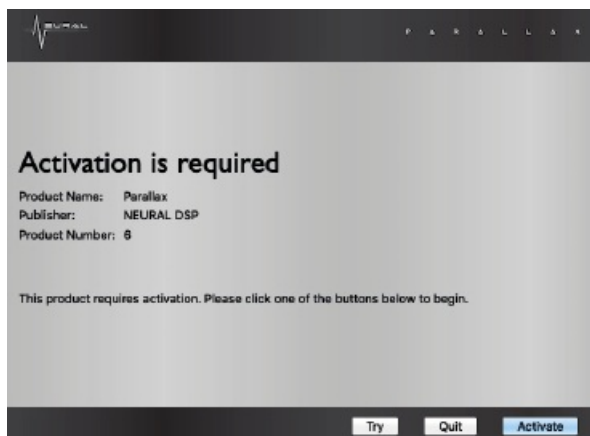 NEURAL
PARALLAX
Activation is required
Product Name: Parallax
Publisher: NEURAL DSP
Product Number: 6
This product requires activation. Please click one of the buttons below to begin.
Try Quit Activate